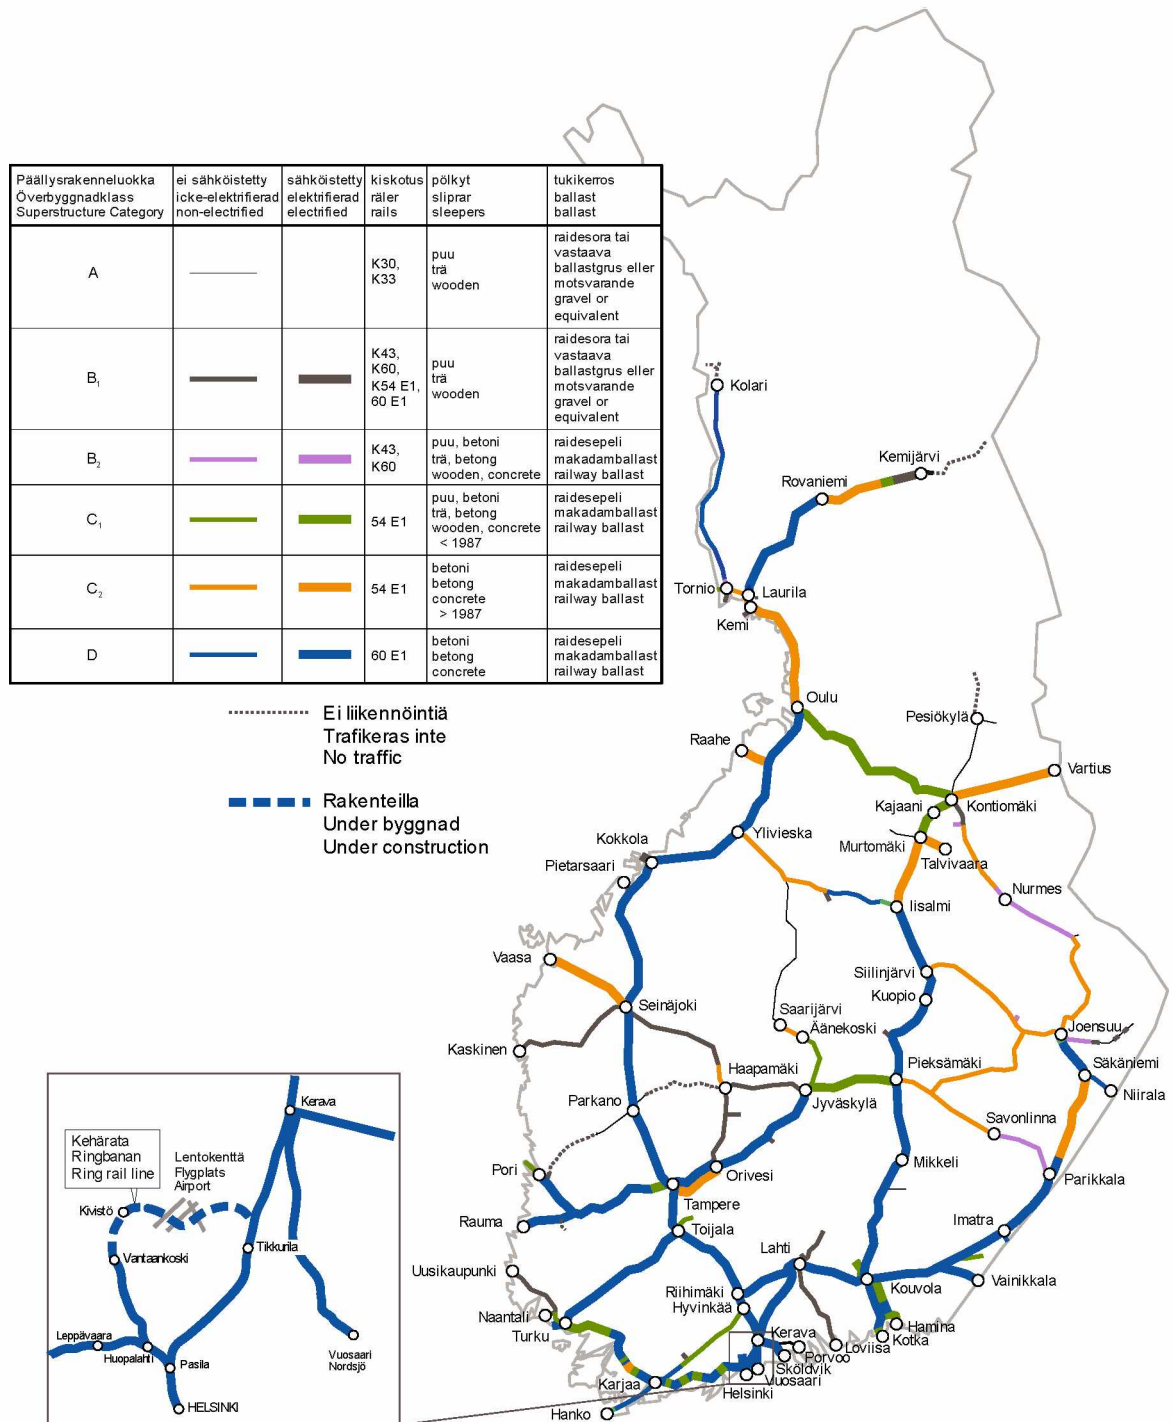 Päällysrakenneluokka
Överbyggnadklass
Superstructure Category
ei sähköistetty
icke-elektrifierad
non-electrified
sähköistetty
elektrifierad
electrified
kiskotus
räler
rails
pölkyt
sliprar
sleepers
tukikerros
ballast
ballast
A
K30,
K33
puu
trä
wooden
raidesora tai
vastaava
ballastgrus eller
motsvarande
gravel or
equivalent
B1
K43,
K60,
K54 E1,
60 E1
puu
trä
wooden
raidesora tai
vastaava
ballastgrus eller
motsvarande
gravel or
equivalent
B2
K43,
K60
puu, betoni
trä, betong
wooden, concrete
raidesepeli
makadamballast
railway ballast
C1
54 E1
puu, betoni
trä, betong
wooden, concrete
< 1987
raidesepeli
makadamballast
railway ballast
C2
54 E1
betoni
betong
concrete
> 1987
raidesepeli
makadamballast
railway ballast
D
60 E1
betoni
betong
concrete
raidesepeli
makadamballast
railway ballast
Ei liikennöintiä
Trafikeras inte
No traffic
Rakenteilla
Under byggnad
Under construction
Kolari
Kemijärvi
Rovaniemi
Tornio
Laurila
Kemi
Oulu
Pesiökylä
Raahe
Vartius
Kajaani
Kontiomäki
Ylivieska
Kokkola
Murtomäki
Talvivaara
Pietarsaari
Nurmes
Iisalmi
Vaasa
Siilinjärvi
Kuopio
Seinäjoki
Saarijärvi
Äänekoski
Joensuu
Kaskinen
Haapamäki
Pieksämäki
Säkäniemi
Jyväskylä
Niirala
Parkano
Savonlinna
Pori
Orivesi
Mikkeli
Parikkala
Tampere
Rauma
Toijala
Imatra
Lahti
Uusikaupunki
Kouvola
Vainikkala
Riihimäki
Hyvinkää
Naantali
Turku
Hamina
Kotka
Kerava
Loviisa
Porvoo
Sköldvik
Vuosaari
Karjaa
Helsinki
Hanko
Kerava
Kehärata
Ringbanan
Ring rail line
Lentokenttä
Flygplats
Airport
Kivistö
Vantaankoski
Tikkurila
Leppävaara
Huopalahti
Pasila
Vuosaari
Nordsjö
HELSINKI